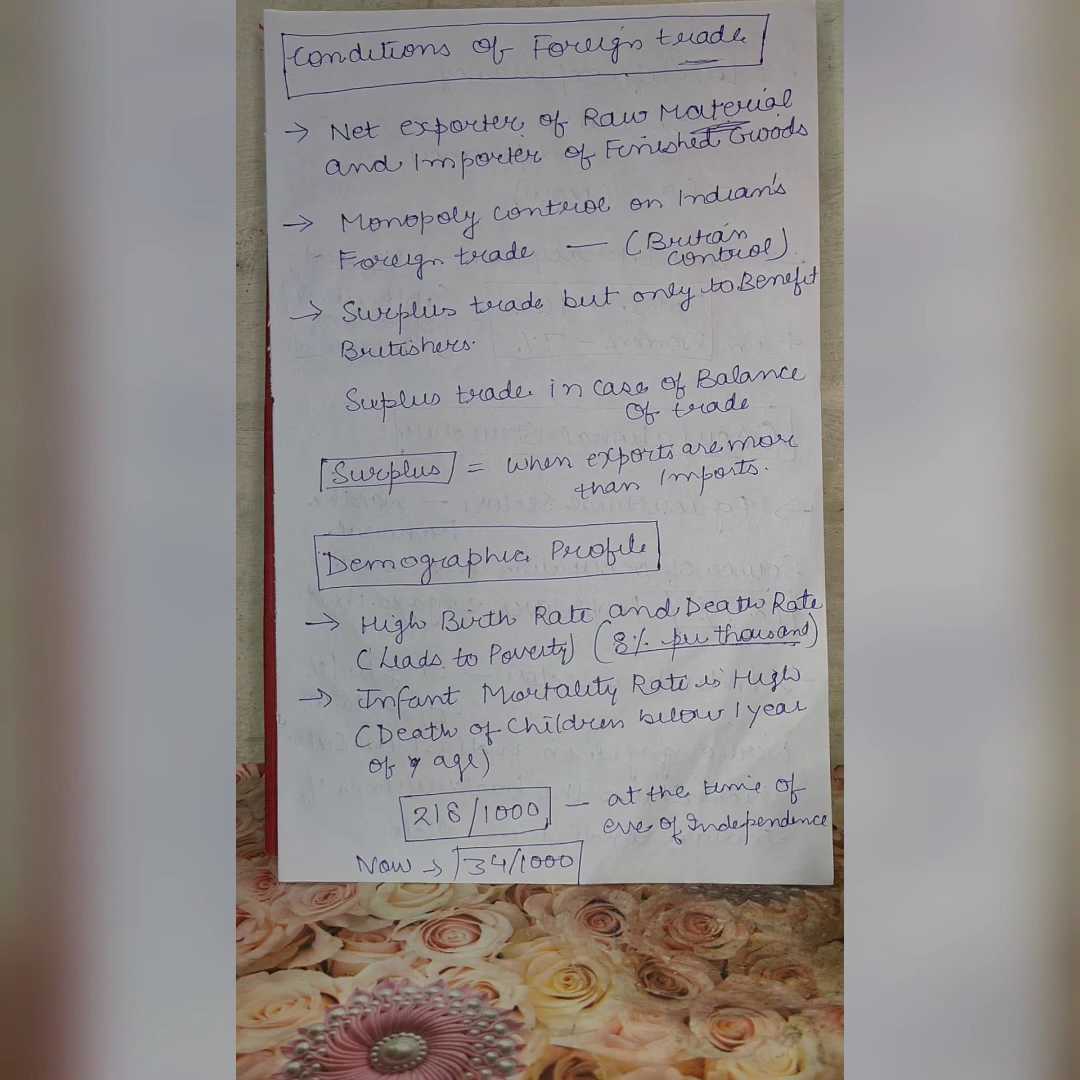 Conditions of Foreign trade
→ Net exporter of Raw Material
and Importer of Finished Goods
→ Monopoly control on Indian's
Foreign trade — (Britan
control)
→ Surplus trade but only to Benefit
Britishers.
Suplus trade in case of Balance
of trade
Surplus = when exports are more
than Imports.
Demographic Profile
→ High Birth Rate and Death Rate
(Leads to Poverty) (8% per thousand)
→ Infant Mortality Rate is High
(Death of Children below 1 year
of age)
218/1000 — at the time of
eve of Independence
Now → 34/1000